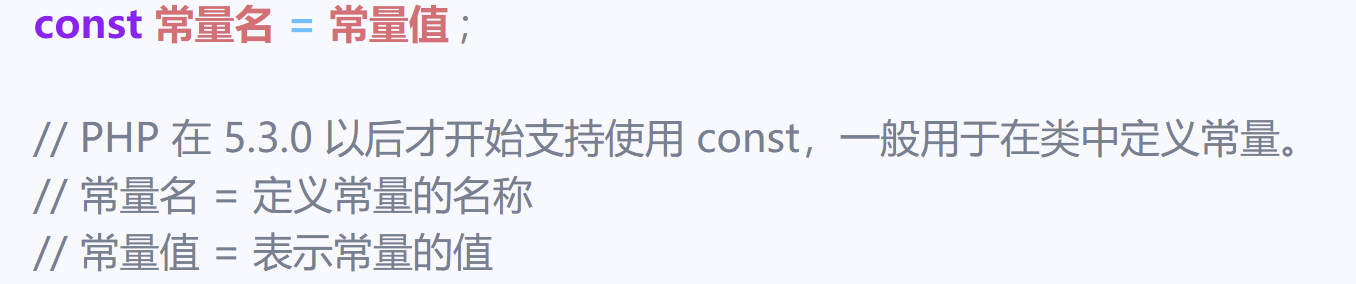 const 常量名 = 常量值 ;
// PHP 在 5.3.0 以后才开始支持使用 const，一般用于在类中定义常量。
// 常量名 = 定义常量的名称
// 常量值 = 表示常量的值